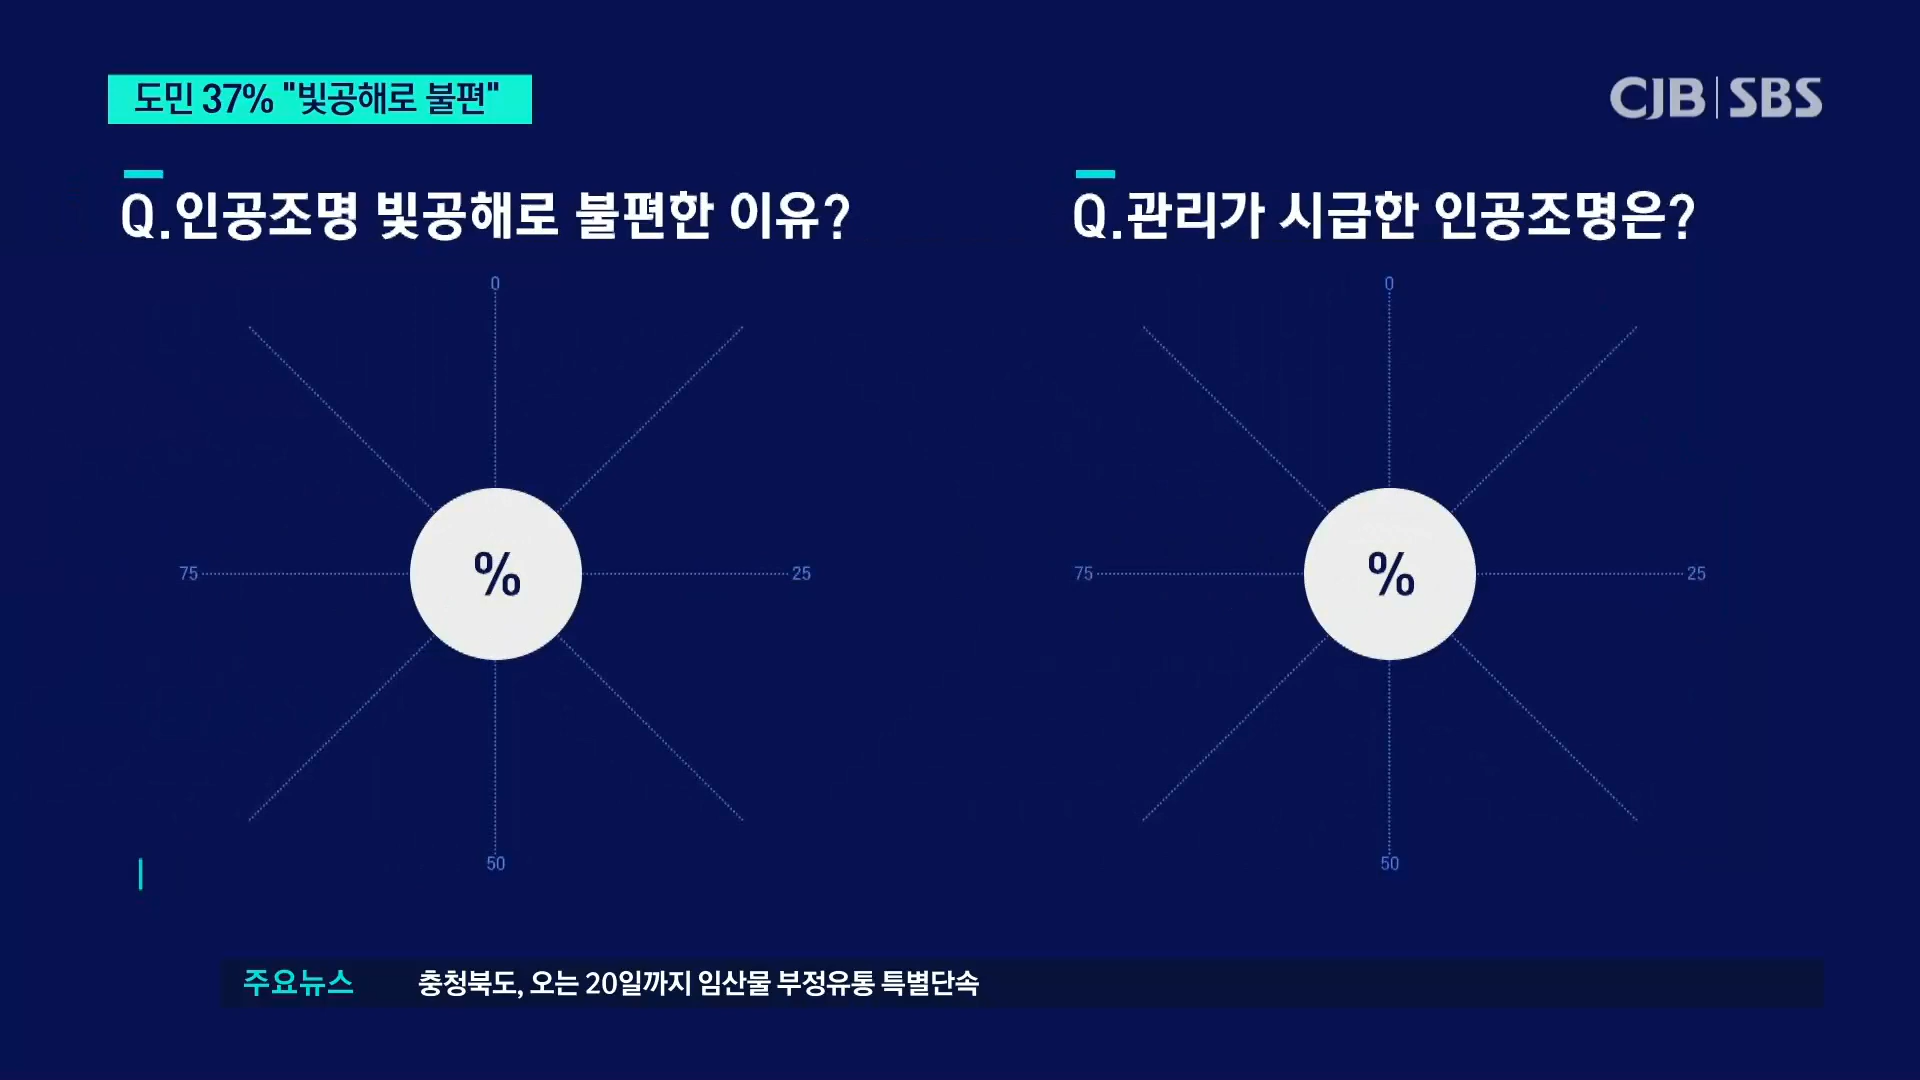 도민 37% "빛공해로 불편"
CJB SBS
Q.인공조명 빛공해로 불편한 이유?
Q.관리가 시급한 인공조명은?
0
75
%
25
50
0
75
%
25
50
주요뉴스 충청북도, 오는 20일까지 임산물 부정유통 특별단속